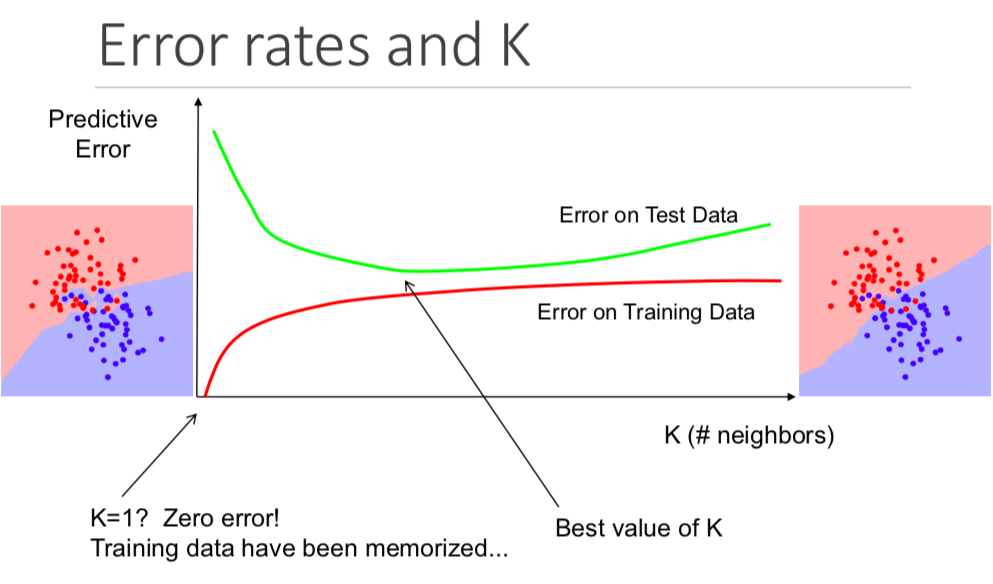 Error rates and K
Predictive
Error
Error on Test Data
Error on Training Data
K (# neighbors)
K=1?  Zero error!
Training data have been memorized...
Best value of K